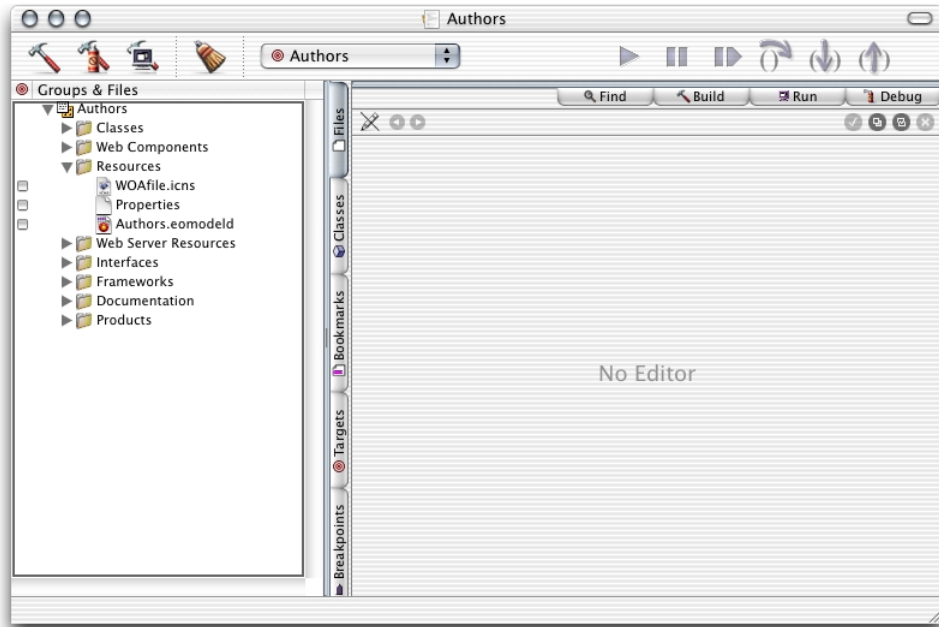 Authors
Authors
Groups & Files
Find
Build
Run
Debug
Authors
Classes
Web Components
Resources
WOAfile.icns
Properties
Authors.eomodeld
Web Server Resources
Interfaces
Frameworks
Documentation
Products
Files
Classes
Bookmarks
Targets
Breakpoints
No Editor